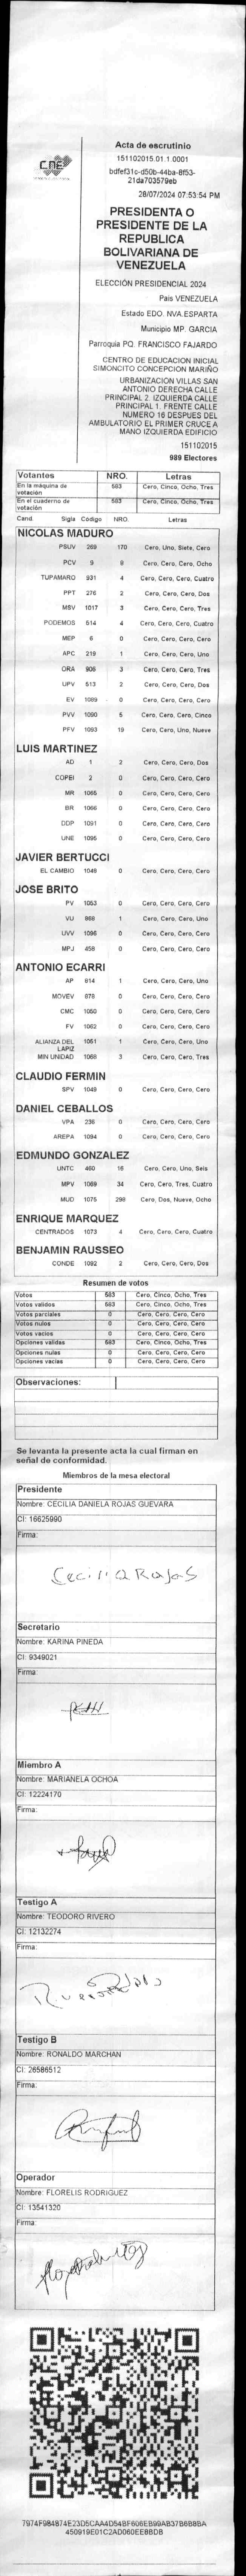 CNE
Acta de escrutinio
151102015.01.1.0001
bdfef31c-d50b-44ba-8f53-
21da703579eb
28/07/2024 07:53:54 PM
PRESIDENTA O
PRESIDENTE DE LA
REPUBLICA
BOLIVARIANA DE
VENEZUELA
ELECCIÓN PRESIDENCIAL 2024
Pais VENEZUELA
Estado EDO. NVA.ESPARTA
Municipio MP. GARCIA
Parroquia PQ. FRANCISCO FAJARDO
CENTRO DE EDUCACION INICIAL
SIMONCITO CONCEPCION MARIÑO
URBANIZACION VILLAS SAN
ANTONIO DERECHA CALLE
PRINCIPAL 2. IZQUIERDA CALLE
PRINCIPAL 1. FRENTE CALLE
NÚMERO 16 DESPUES DEL
AMBULATORIO EL PRIMER CRUCE A
MANO IZQUIERDA EDIFICIO
151102015
989 Electores
Votantes NRO. Letras
En la máquina de votación 583 Cero, Cinco, Ocho, Tres
En el cuaderno de votación 583 Cero, Cinco, Ocho, Tres
Cand. Sigla Código NRO. Letras
NICOLAS MADURO
PSUV 269 170 Cero, Uno, Siete, Cero
PCV 9 8 Cero, Cero, Cero, Ocho
TUPAMARO 931 4 Cero, Cero, Cero, Cuatro
PPT 276 2 Cero, Cero, Cero, Dos
MSV 1017 3 Cero, Cero, Cero, Tres
PODEMOS 514 4 Cero, Cero, Cero, Cuatro
MEP 6 0 Cero, Cero, Cero, Cero
APC 219 1 Cero, Cero, Cero, Uno
ORA 906 3 Cero, Cero, Cero, Tres
UPV 513 2 Cero, Cero, Cero, Dos
EV 1089 0 Cero, Cero, Cero, Cero
PVV 1090 5 Cero, Cero, Cero, Cinco
PFV 1093 19 Cero, Cero, Uno, Nueve
LUIS MARTINEZ
AD 1 2 Cero, Cero, Cero, Dos
COPEI 2 0 Cero, Cero, Cero, Cero
MR 1065 0 Cero, Cero, Cero, Cero
BR 1066 0 Cero, Cero, Cero, Cero
DDP 1091 0 Cero, Cero, Cero, Cero
UNE 1095 0 Cero, Cero, Cero, Cero
JAVIER BERTUCCI
EL CAMBIO 1048 0 Cero, Cero, Cero, Cero
JOSE BRITO
PV 1053 0 Cero, Cero, Cero, Cero
VU 868 1 Cero, Cero, Cero, Uno
UVV 1096 0 Cero, Cero, Cero, Cero
MPJ 458 0 Cero, Cero, Cero, Cero
ANTONIO ECARRI
AP 814 1 Cero, Cero, Cero, Uno
MOVEV 978 0 Cero, Cero, Cero, Cero
CMC 1050 0 Cero, Cero, Cero, Cero
FV 1062 0 Cero, Cero, Cero, Cero
ALIANZA DEL LAPIZ 1051 1 Cero, Cero, Cero, Uno
MIN UNIDAD 1068 3 Cero, Cero, Cero, Tres
CLAUDIO FERMIN
SPV 1049 0 Cero, Cero, Cero, Cero
DANIEL CEBALLOS
VPA 236 0 Cero, Cero, Cero, Cero
AREPA 1094 0 Cero, Cero, Cero, Cero
EDMUNDO GONZALEZ
UNTC 460 16 Cero, Cero, Uno, Seis
MPV 1069 34 Cero, Cero, Tres, Cuatro
MUD 1075 298 Cero, Dos, Nueve, Ocho
ENRIQUE MARQUEZ
CENTRADOS 1073 4 Cero, Cero, Cero, Cuatro
BENJAMIN RAUSSEO
CONDE 1092 2 Cero, Cero, Cero, Dos
Resumen de votos
Votos 583 Cero, Cinco, Ocho, Tres
Votos validos 583 Cero, Cinco, Ocho, Tres
Votos parciales 0 Cero, Cero, Cero, Cero
Votos nulos 0 Cero, Cero, Cero, Cero
Votos vacios 0 Cero, Cero, Cero, Cero
Opciones validas 583 Cero, Cinco, Ocho, Tres
Opciones nulas 0 Cero, Cero, Cero, Cero
Opciones vacias 0 Cero, Cero, Cero, Cero
Observaciones:
Se levanta la presente acta la cual firman en
señal de conformidad.
Miembros de la mesa electoral
Presidente
Nombre: CECILIA DANIELA ROJAS GUEVARA
CI: 16625990
Firma:
Cecilia Rojas
Secretario
Nombre: KARINA PINEDA
CI: 9349021
Firma:
Miembro A
Nombre: MARIANELA OCHOA
CI: 12224170
Firma:
Testigo A
Nombre: TEODORO RIVERO
CI: 12132274
Firma:
Testigo B
Nombre: RONALDO MARCHAN
CI: 26586512
Firma:
Operador
Nombre: FLORELIS RODRIGUEZ
CI: 13541320
Firma:
7974F984874E23D5CAA4D54BF606EB99AB37B6B8BA
450919E01C2AD060EE8BDB